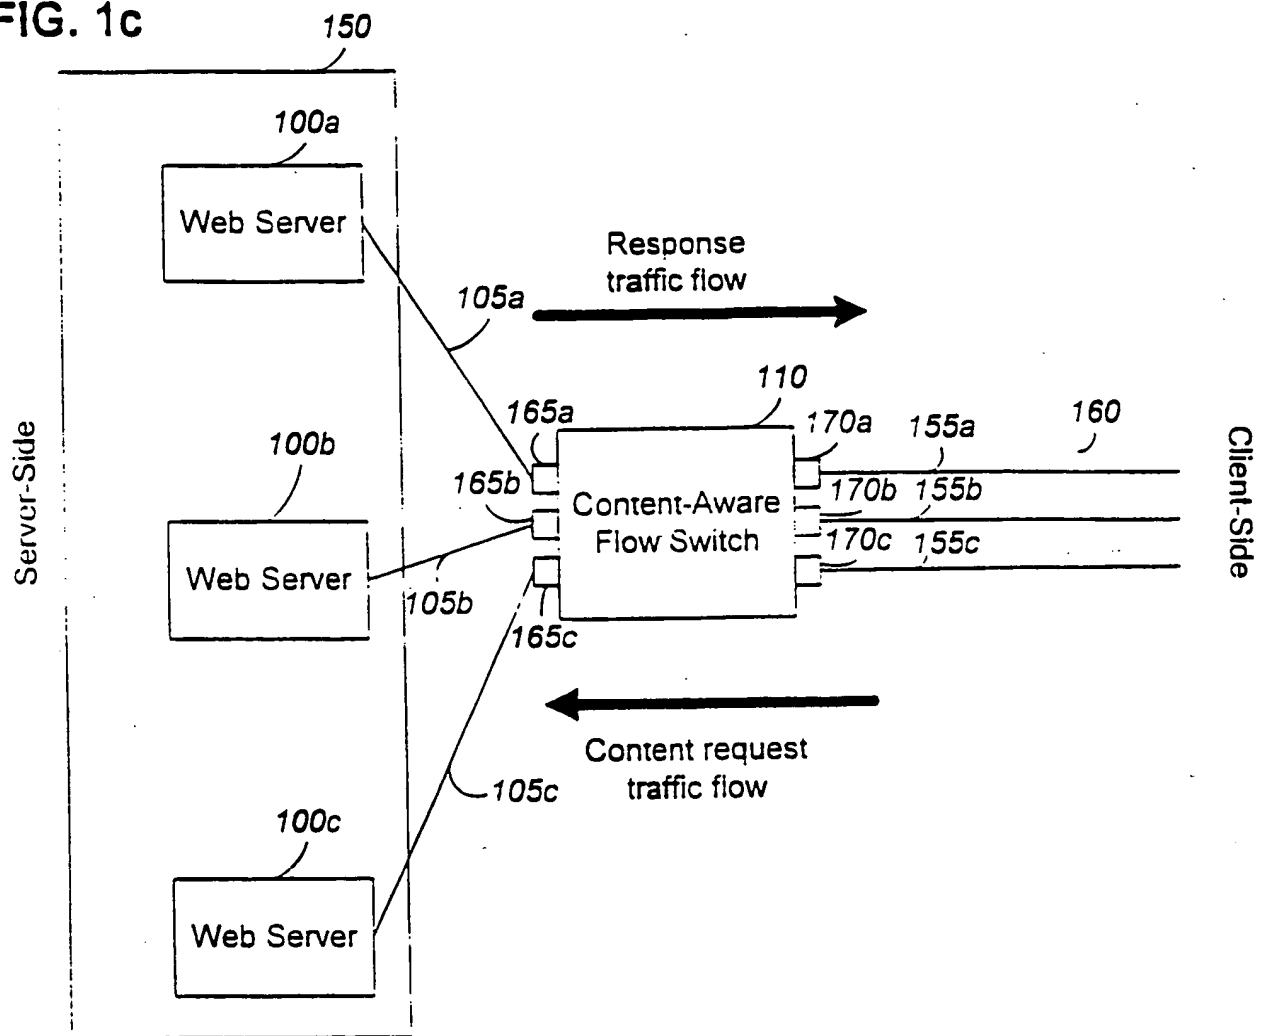 FIG. 1c
150
100a
Web Server
Response
traffic flow
105a
110
165a
170a
155a
160
Server-Side
100b
165b
Content-Aware
Flow Switch
170b
155b
Client-Side
Web Server
105b
165c
170c
155c
Content request
traffic flow
105c
100c
Web Server